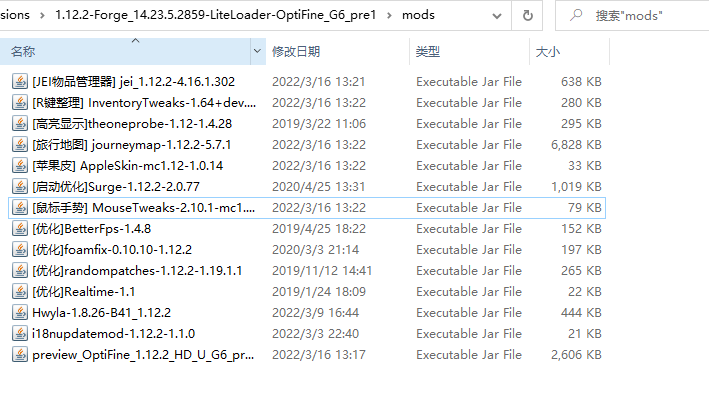 sions › 1.12.2-Forge_14.23.5.2859-LiteLoader-OptiFine_G6_pre1 › mods 搜索"mods"
名称 修改日期 类型 大小
[JEI物品管理器] jei_1.12.2-4.16.1.302 2022/3/16 13:21 Executable Jar File 638 KB
[R键整理] InventoryTweaks-1.64+dev.... 2022/3/16 13:22 Executable Jar File 280 KB
[高亮显示]theoneprobe-1.12-1.4.28 2019/3/22 11:06 Executable Jar File 295 KB
[旅行地图] journeymap-1.12.2-5.7.1 2022/3/16 13:22 Executable Jar File 6,828 KB
[苹果皮] AppleSkin-mc1.12-1.0.14 2022/3/16 13:22 Executable Jar File 33 KB
[启动优化]Surge-1.12.2-2.0.77 2020/4/25 13:31 Executable Jar File 1,019 KB
[鼠标手势] MouseTweaks-2.10.1-mc1.... 2022/3/16 13:22 Executable Jar File 79 KB
[优化]BetterFps-1.4.8 2019/4/25 18:22 Executable Jar File 152 KB
[优化]foamfix-0.10.10-1.12.2 2020/3/3 21:14 Executable Jar File 197 KB
[优化]randompatches-1.12.2-1.19.1.1 2019/11/12 14:41 Executable Jar File 265 KB
[优化]Realtime-1.1 2019/1/24 18:09 Executable Jar File 22 KB
Hwyla-1.8.26-B41_1.12.2 2022/3/9 16:44 Executable Jar File 444 KB
i18nupdatemod-1.12.2-1.1.0 2022/3/3 22:40 Executable Jar File 21 KB
preview_OptiFine_1.12.2_HD_U_G6_pr... 2022/3/16 13:17 Executable Jar File 2,606 KB